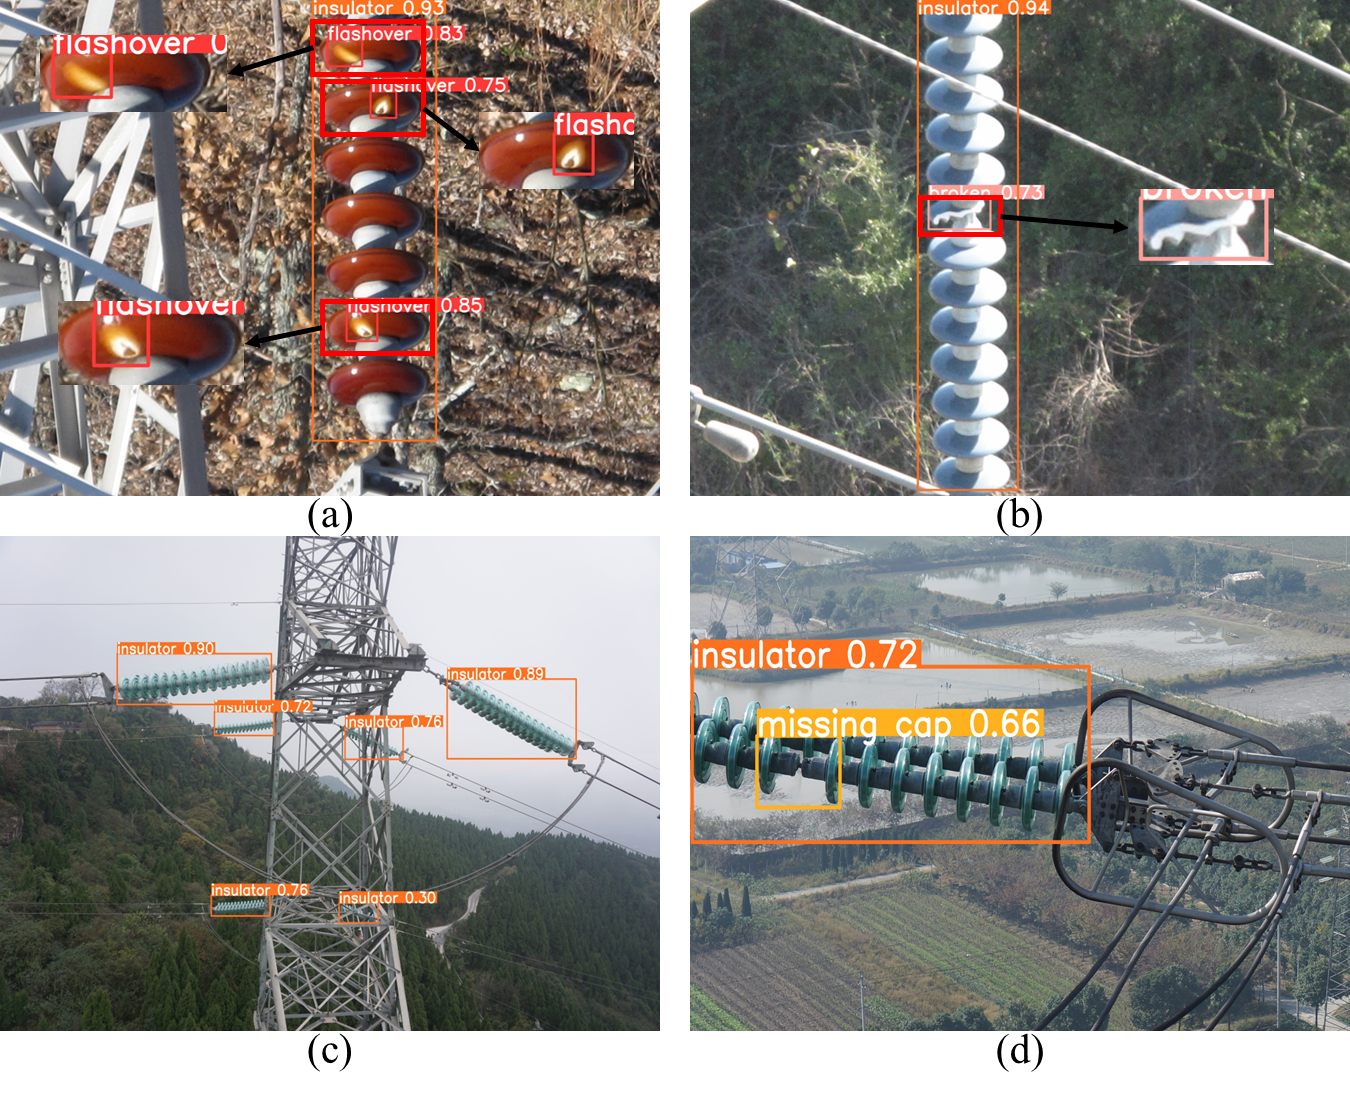 insulator 0.93
flashover 0.83
flashover 0
flashover 0.75
flasho
flashover 0.85
flashover
(a)
insulator 0.94
broken 0.73
broken
(b)
insulator 0.90
insulator 0.89
insulator 0.72
insulator 0.76
insulator 0.76
insulator 0.30
(c)
insulator 0.72
missing cap 0.66
(d)